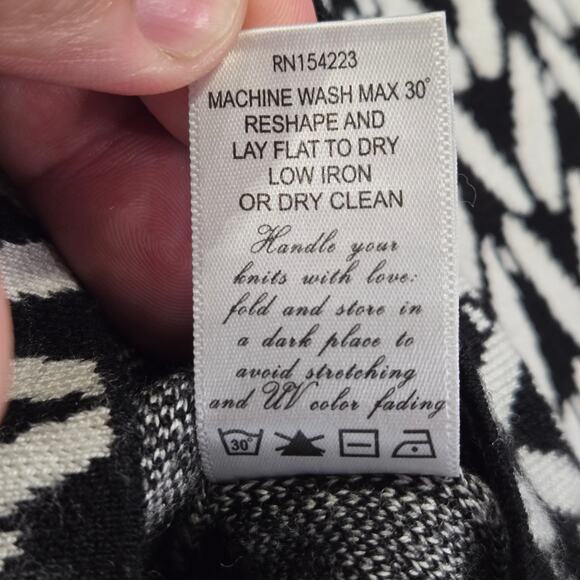 RN154223
MACHINE WASH MAX 30°
RESHAPE AND
LAY FLAT TO DRY
LOW IRON
OR DRY CLEAN
Handle your
knits with love:
fold and store in
a dark place to
avoid stretching
and UV color fading
30°